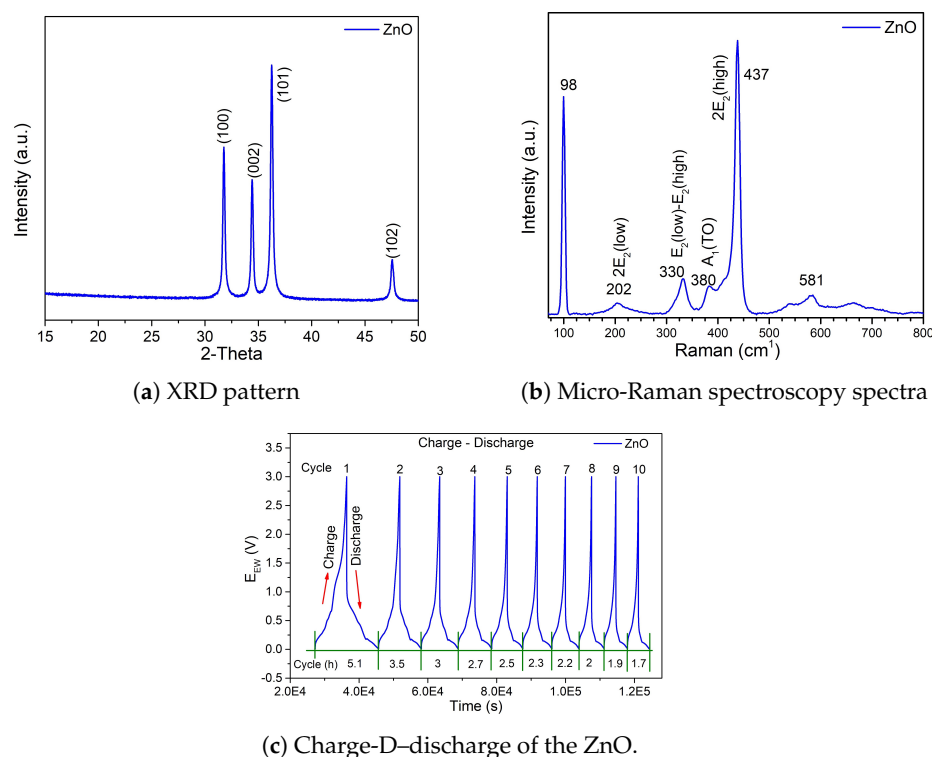 ZnO
(100)
(002)
(101)
(102)
Intensity (a.u.)
15 20 25 30 35 40 45 50
2-Theta
(a) XRD pattern
ZnO
98
2E2(low)
202
E2(low)-E2(high)
330
A1(TO)
380
2E2(high)
437
581
Intensity (a.u.)
100 200 300 400 500 600 700 800
Raman (cm1)
(b) Micro-Raman spectroscopy spectra
Charge - Discharge
ZnO
Cycle 1 2 3 4 5 6 7 8 9 10
Charge
Discharge
EEW (V)
3.5
3.0
2.5
2.0
1.5
1.0
0.5
0.0
-0.5
Cycle (h) 5.1 3.5 3 2.7 2.5 2.3 2.2 2 1.9 1.7
2.0E4 4.0E4 6.0E4 8.0E4 1.0E5 1.2E5
Time (s)
(c) Charge-D–discharge of the ZnO.